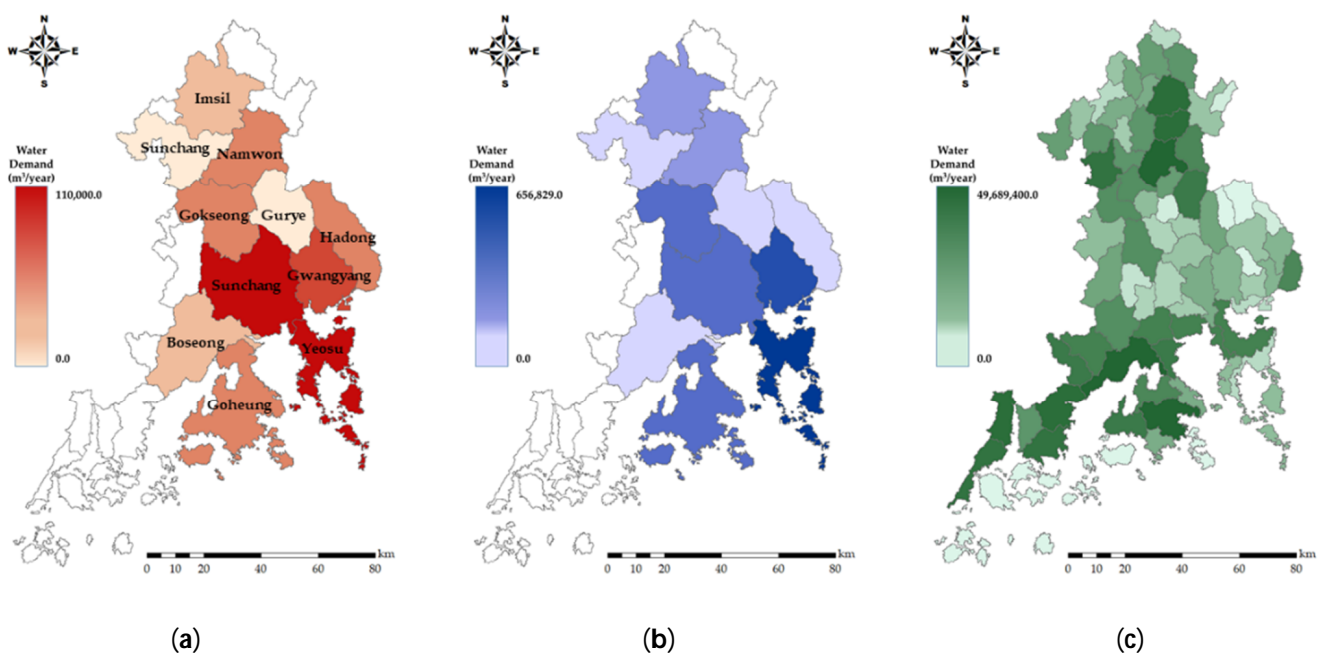 N
W E
S
Water
Demand
(m³/year)
110,000.0
0.0
Imsil
Sunchang
Namwon
Gokseong
Gurye
Hadong
Sunchang
Gwangyang
Boseong
Yeosu
Goheung
km
0 10 20 40 60 80
(a)
N
W E
S
Water
Demand
(m³/year)
656,829.0
0.0
km
0 10 20 40 60 80
(b)
N
W E
S
Water
Demand
(m³/year)
49,689,400.0
0.0
km
0 10 20 40 60 80
(c)